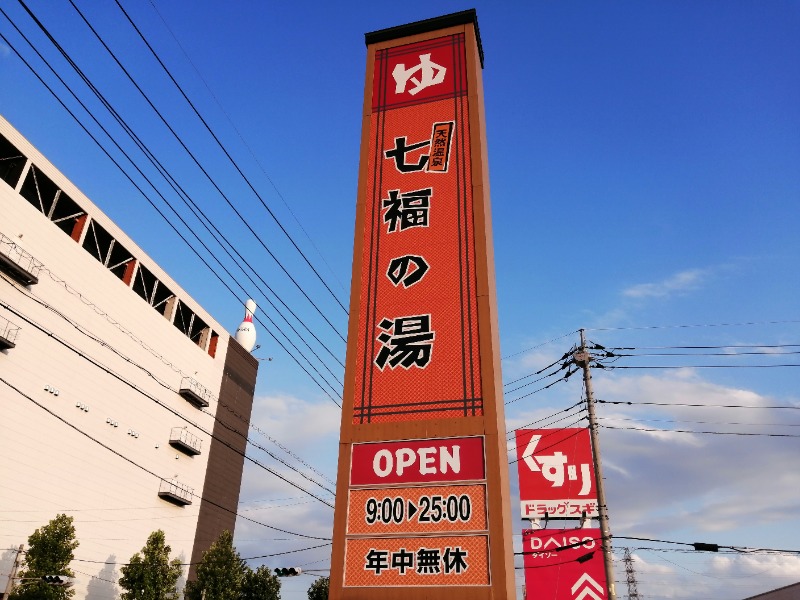 ゆ
天然温泉
七福の湯
OPEN
9:00▶25:00
年中無休
くすり
ドラッグスギ
DAISO
ダイソー